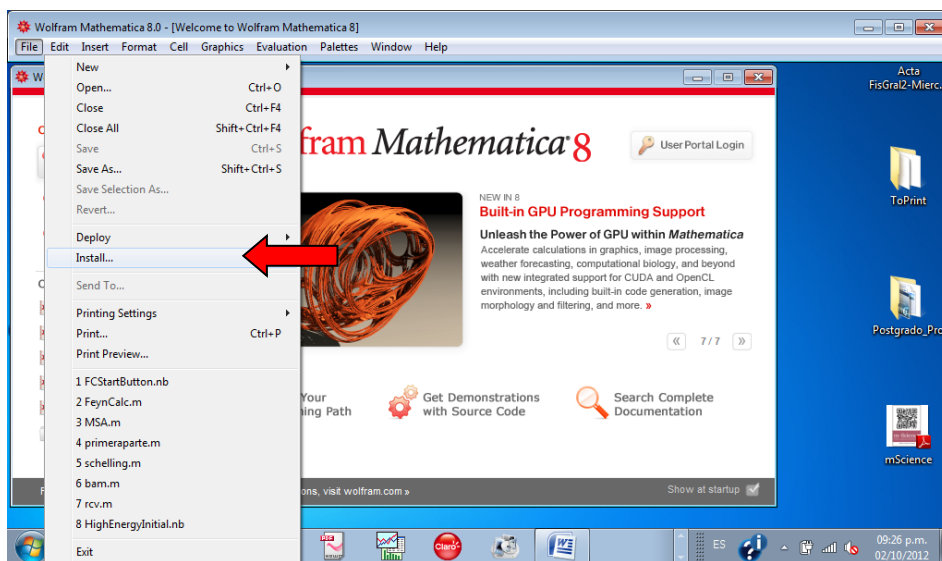 Wolfram Mathematica 8.0 - [Welcome to Wolfram Mathematica 8]
File Edit Insert Format Cell Graphics Evaluation Palettes Window Help
New
Open... Ctrl+O
Close Ctrl+F4
Close All Shift+Ctrl+F4
Save Ctrl+S
Save As... Shift+Ctrl+S
Save Selection As...
Revert...
Deploy
Install...
Send To...
Printing Settings
Print... Ctrl+P
Print Preview...
1 FCStartButton.nb
2 FeynCalc.m
3 MSA.m
4 primeraparte.m
5 schelling.m
6 bam.m
7 rcv.m
8 HighEnergyInitial.nb
Exit
W
fram Mathematica 8
User Portal Login
NEW IN 8
Built-in GPU Programming Support
Unleash the Power of GPU within Mathematica
Accelerate calculations in graphics, image processing,
weather forecasting, computational biology, and beyond
with new integrated support for CUDA and OpenCL
environments, including built-in code generation, image
morphology and filtering, and more. »
« 7/7 »
Your
ing Path
Get Demonstrations
with Source Code
Search Complete
Documentation
ons, visit wolfram.com »
Show at startup
Acta
FisGral2-Mierc.
ToPrint
Postgrado_Pro
mScience
Claro
ES
09:26 p.m.
02/10/2012